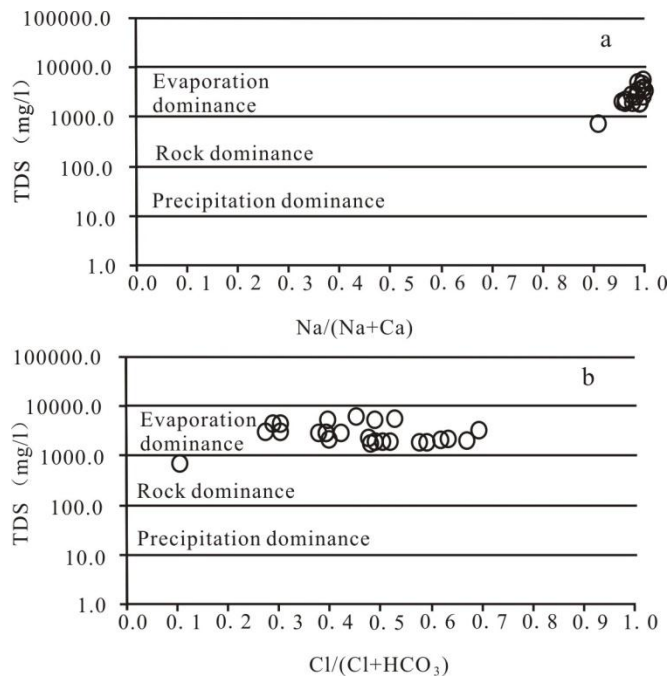 100000.0
a
10000.0
Evaporation
dominance
1000.0
Rock dominance
100.0
Precipitation dominance
10.0
1.0
TDS (mg/l)
0.0 0.1 0.2 0.3 0.4 0.5 0.6 0.7 0.8 0.9 1.0
Na/(Na+Ca)
100000.0
b
10000.0
Evaporation
dominance
1000.0
Rock dominance
100.0
Precipitation dominance
10.0
1.0
TDS (mg/l)
0.0 0.1 0.2 0.3 0.4 0.5 0.6 0.7 0.8 0.9 1.0
Cl/(Cl+HCO₃)